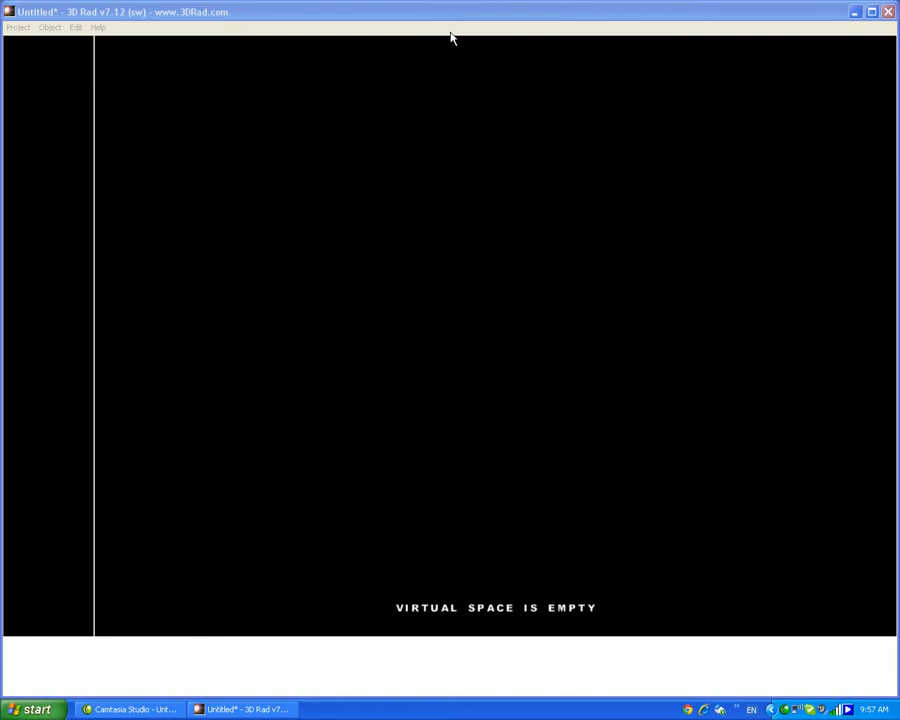 Untitled* - 3D Rad v7.12 (sw) - www.3DRad.com
Project Object Edit Help
VIRTUAL SPACE IS EMPTY
start Camtasia Studio - Unt... Untitled* - 3D Rad v7... EN 9:57 AM